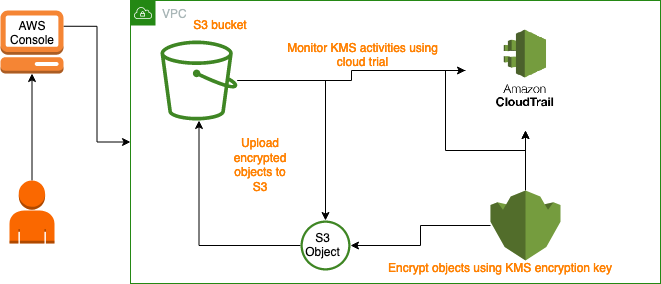 AWS
Console
VPC
S3 bucket
Monitor KMS activities using
cloud trial
Amazon
CloudTrail
Upload
encrypted
objects to
S3
S3
Object
Encrypt objects using KMS encryption key